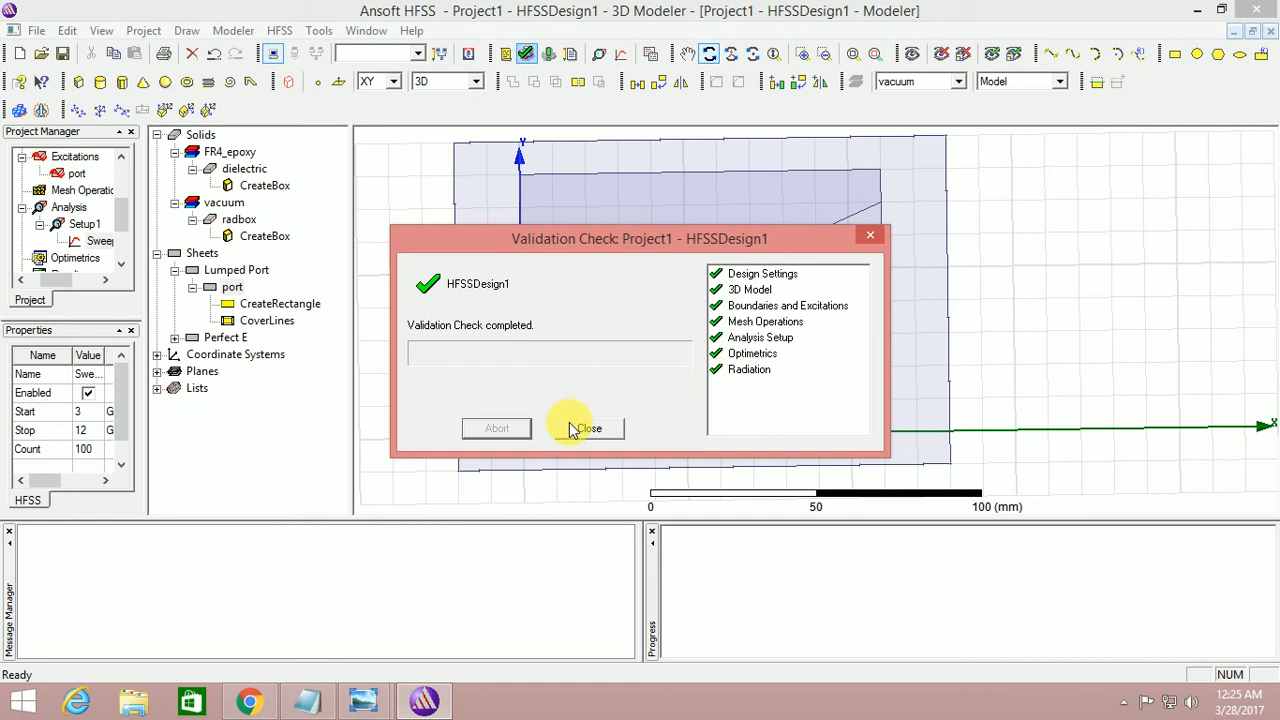 Ansoft HFSS - Project1 - HFSSDesign1 - 3D Modeler - [Project1 - HFSSDesign1 - Modeler]
File Edit View Project Draw Modeler HFSS Tools Window Help
XY 3D vacuum Model
Project Manager
Excitations
port
Mesh Operatic
Analysis
Setup1
Swee
Optimetrics
Project
Properties
Name Value
Name Swe...
Enabled
Start 3 G
Stop 12 G
Count 100
HFSS
Solids
FR4_epoxy
dielectric
CreateBox
vacuum
radbox
CreateBox
Sheets
Lumped Port
port
CreateRectangle
CoverLines
Perfect E
Coordinate Systems
Planes
Lists
Y
X
Validation Check: Project1 - HFSSDesign1
HFSSDesign1
Validation Check completed.
Abort Close
Design Settings
3D Model
Boundaries and Excitations
Mesh Operations
Analysis Setup
Optimetrics
Radiation
0 50 100 (mm)
Message Manager
Progress
Ready
NUM
12:25 AM
3/28/2017